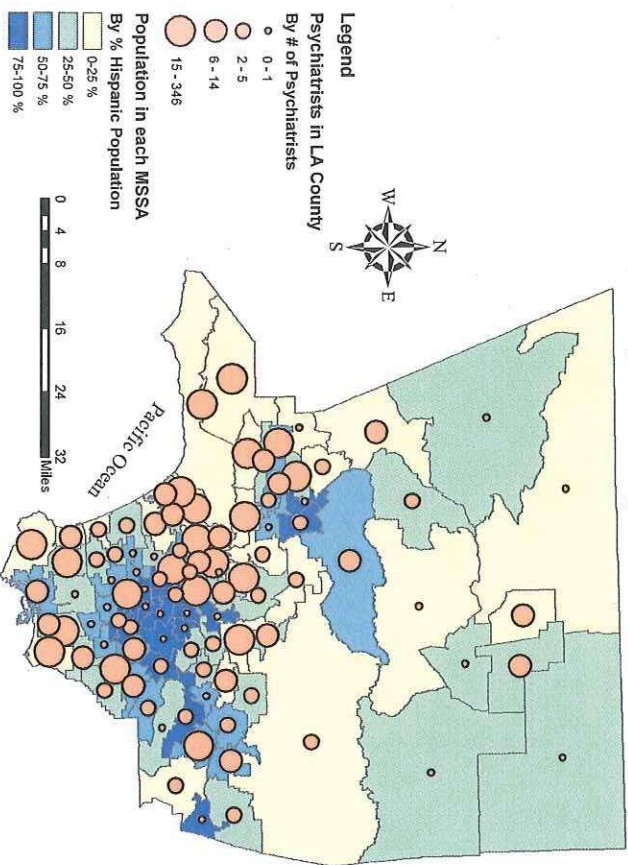 Legend
Psychiatrists in LA County
By # of Psychiatrists
0 - 1
2 - 5
6 - 14
15 - 346
Population in each MSSA
By % Hispanic Population
0-25 %
25-50 %
50-75 %
75-100 %
N
W
E
S
0 4 8 16 24 32
Miles
Pacific Ocean